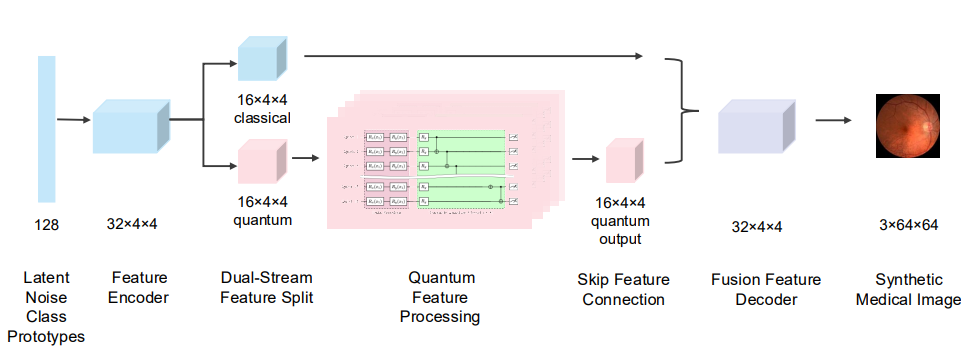 16×4×4
classical
16×4×4
quantum
128
32×4×4
16×4×4
quantum
output
32×4×4
3×64×64
Latent
Noise
Class
Prototypes
Feature
Encoder
Dual-Stream
Feature Split
Quantum
Feature
Processing
Skip Feature
Connection
Fusion Feature
Decoder
Synthetic
Medical Image